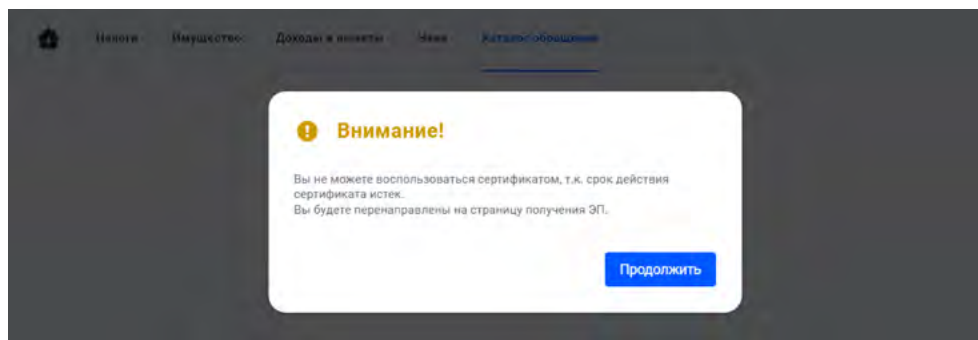 Налоги Имущество Доходы и вычеты Чеки Каталог обращений
Внимание!
Вы не можете воспользоваться сертификатом, т.к. срок действия
сертификата истек.
Вы будете перенаправлены на страницу получения ЭП.
Продолжить